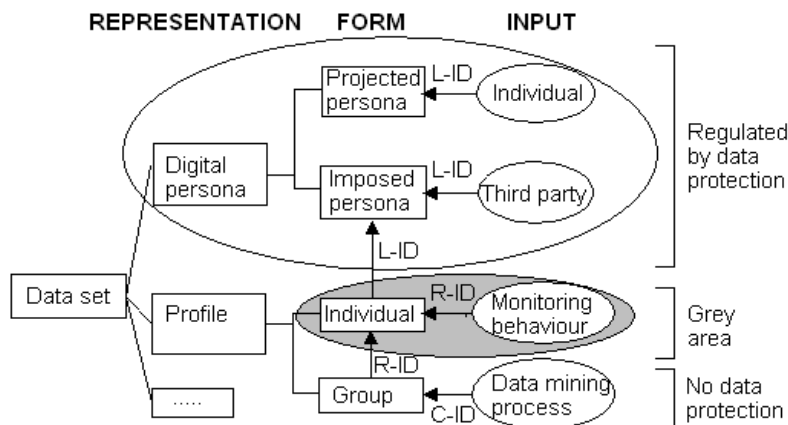 REPRESENTATION FORM INPUT
Projected
persona
L-ID
Individual
Digital
persona
Imposed
persona
L-ID
Third party
Regulated
by data
protection
L-ID
Data set
Profile
Individual
R-ID
Monitoring
behaviour
Grey
area
R-ID
.....
Group
C-ID
Data mining
process
No data
protection